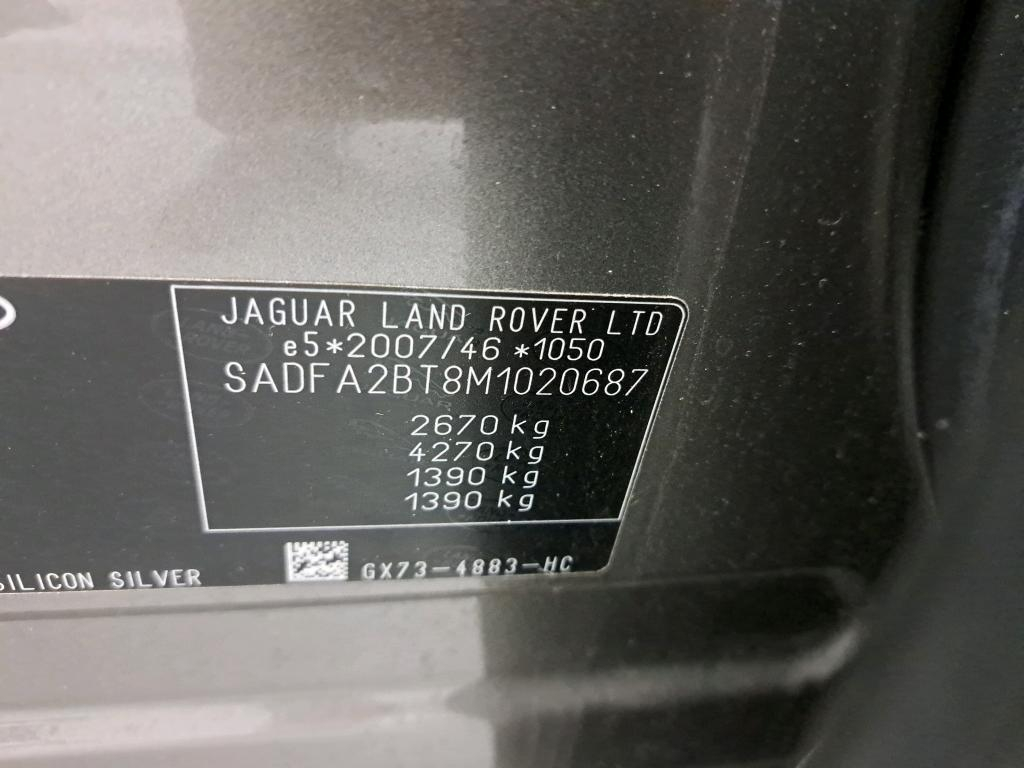 JAGUAR LAND ROVER LTD
e5*2007/46 *1050
SADFA2BT8M1020687
2670 kg
4270 kg
1390 kg
1390 kg
SILICON SILVER
GX73-4883-HC